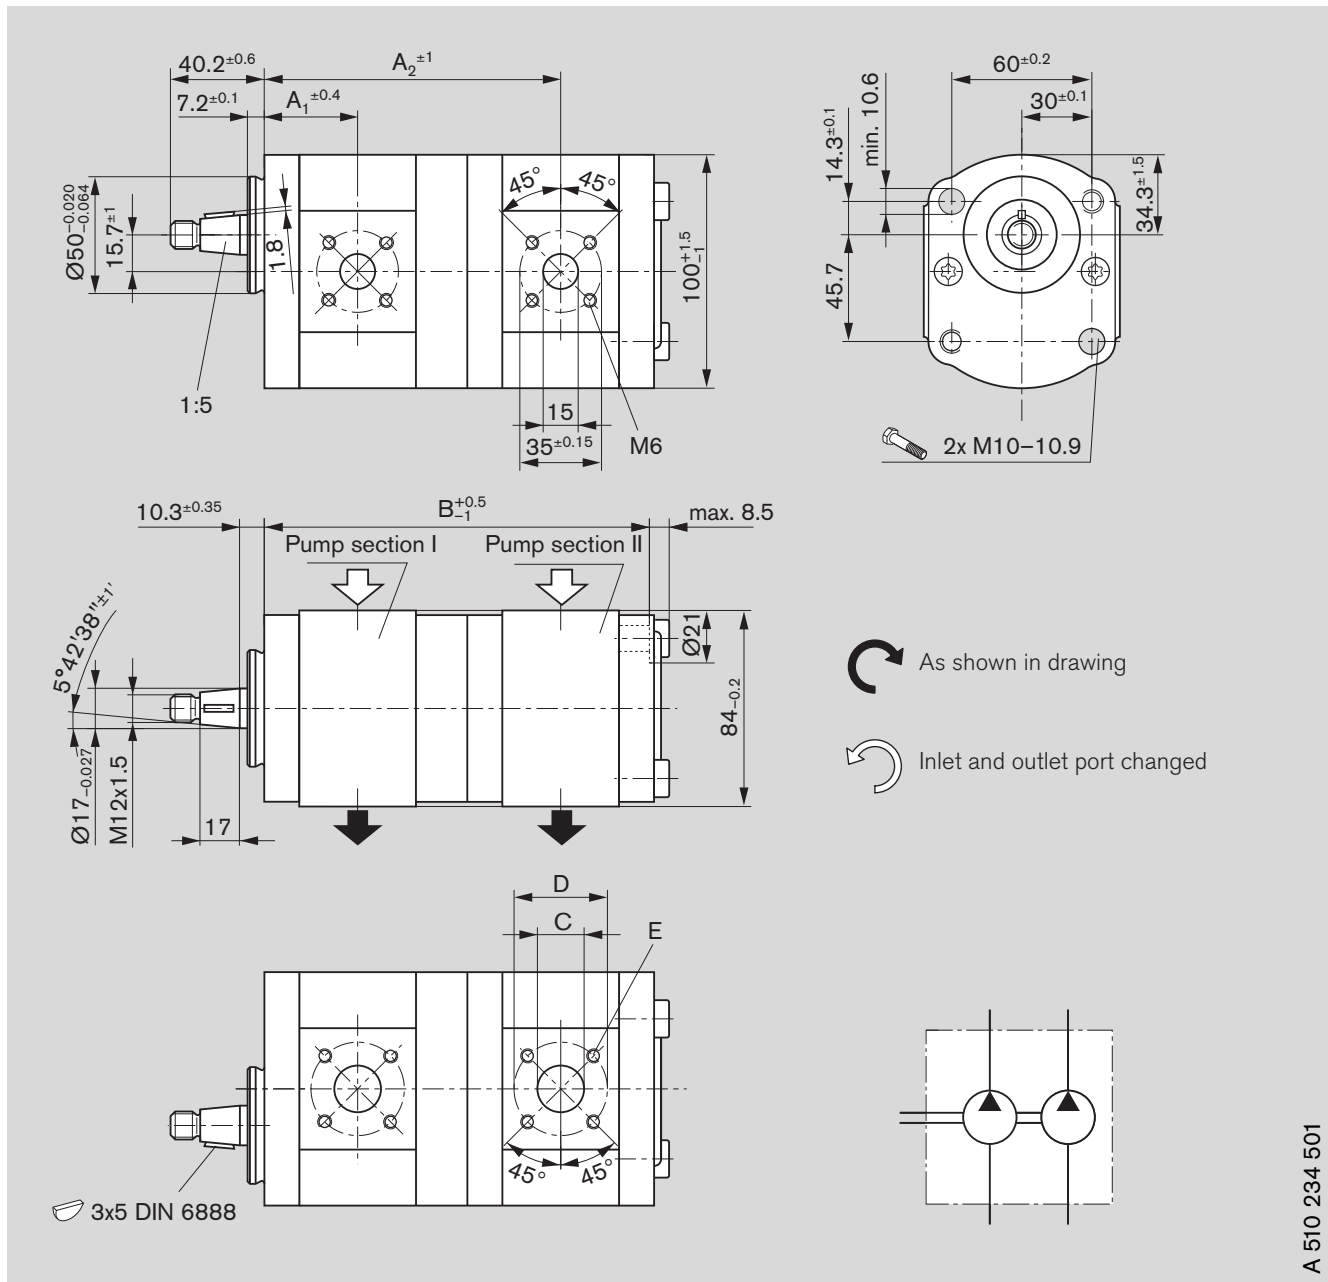 40.2±0.6
A₂±1
7.2±0.1
A₁±0.4
Ø50-0.020 -0.064
15.7±1
1.8
45°
45°
100+1.5 -1
1:5
15
35±0.15
M6
60±0.2
30±0.1
14.3±0.1
min. 10.6
34.3±1.5
45.7
2x M10–10.9
10.3±0.35
B+0.5 -1
max. 8.5
Pump section I
Pump section II
5°42'38"±1'
Ø17-0.027
M12x1.5
17
Ø21
84-0.2
As shown in drawing
Inlet and outlet port changed
D
C
E
45°
45°
3x5 DIN 6888
A 510 234 501